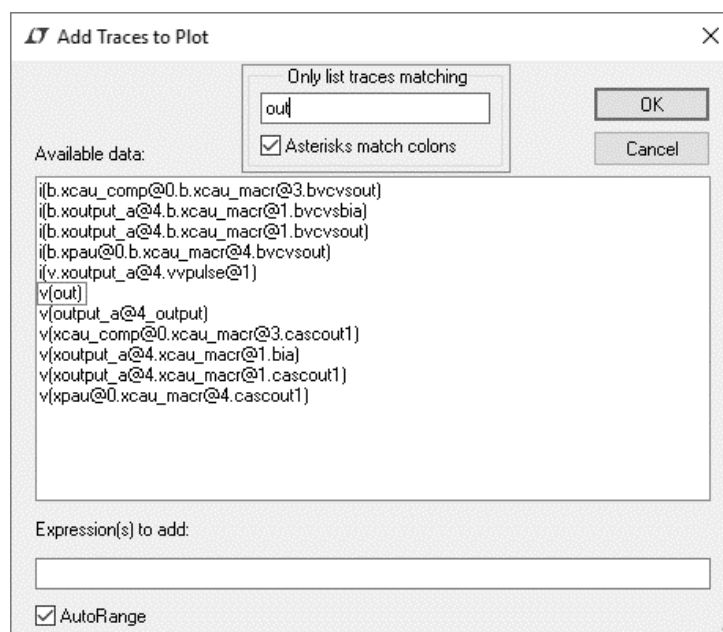 Add Traces to Plot
Only list traces matching
out
OK
Asterisks match colons
Cancel
Available data:
i(b.xcau_comp@0.b.xcau_macr@3.bvcvsout)
i(b.xoutput_a@4.b.xcau_macr@1.bvcvsbia)
i(b.xoutput_a@4.b.xcau_macr@1.bvcvsout)
i(b.xpau@0.b.xcau_macr@4.bvcvsout)
i(v.xoutput_a@4.vvpulse@1)
v(out)
v(output_a@4_output)
v(xcau_comp@0.xcau_macr@3.cascout1)
v(xoutput_a@4.xcau_macr@1.bia)
v(xoutput_a@4.xcau_macr@1.cascout1)
v(xpau@0.xcau_macr@4.cascout1)
Expression(s) to add:
AutoRange